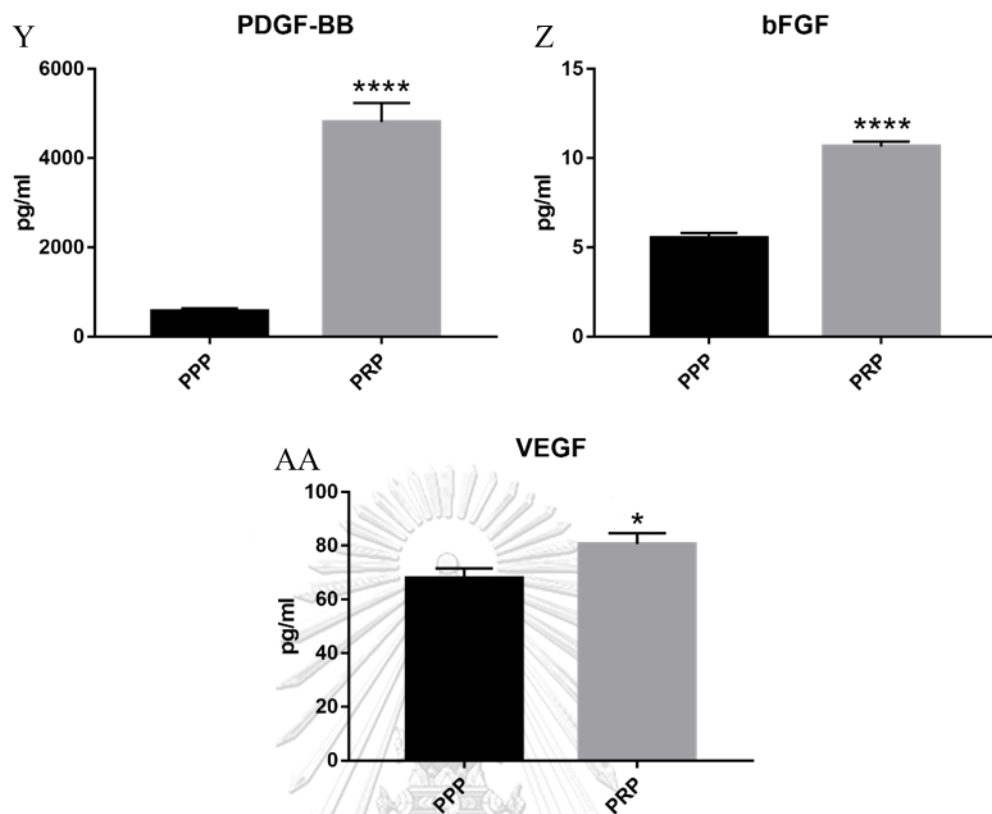 Y
PDGF-BB
6000
4000
2000
0
pg/ml
****
PPP
PRP
Z
bFGF
15
10
5
0
pg/ml
****
PPP
PRP
AA
VEGF
100
80
60
40
20
0
pg/ml
*
PPP
PRP